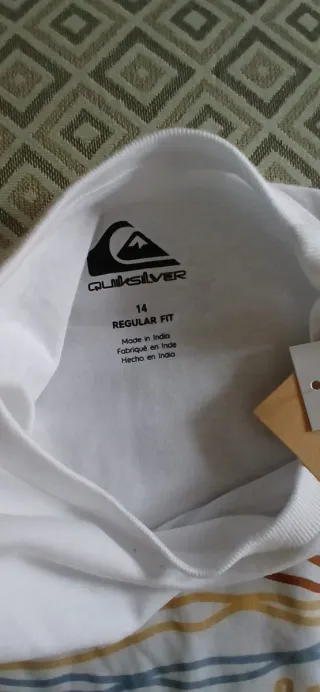 QUIKSILVER
14
REGULAR FIT
Made in India
Fabriqué en Inde
Hecho en India